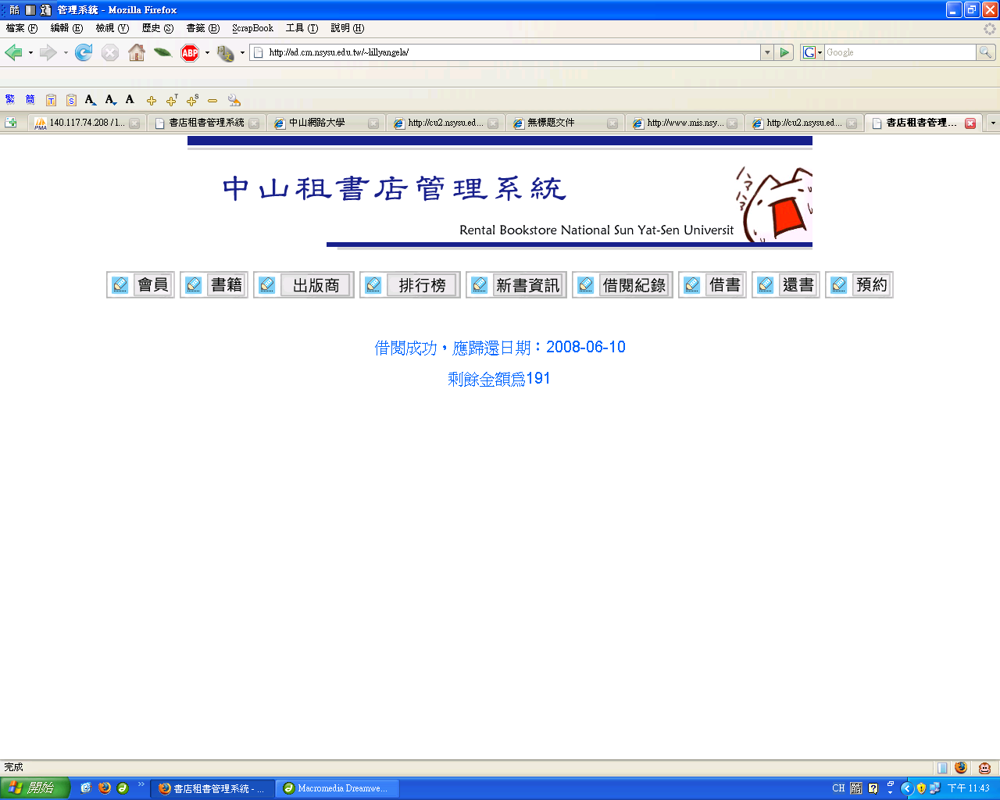 酷 管理系統 - Mozilla Firefox
檔案 (F) 編輯 (E) 檢視 (V) 歷史 (S) 書籤 (B) ScrapBook 工具 (T) 說明 (H)
ABP http://ad.cm.nsysu.edu.tw/~lillyangela/ G Google
繁 簡 T S A A A T S
PMA 140.117.74.208 / l... 書店租書管理系統 中山網路大學 http://cu2.nsysu.ed... 無標題文件 http://www.mis.nsy... http://cu2.nsysu.ed... 書店租書管理...
中山租書店管理系統
哈哈
Rental Bookstore National Sun Yat-Sen Universit
會員 書籍 出版商 排行榜 新書資訊 借閱紀錄 借書 還書 預約
借閱成功，應歸還日期：2008-06-10
剩餘金額為191
完成
開始 書店租書管理系統 - ... Macromedia Dreamwe... CH 酷 下午 11:43